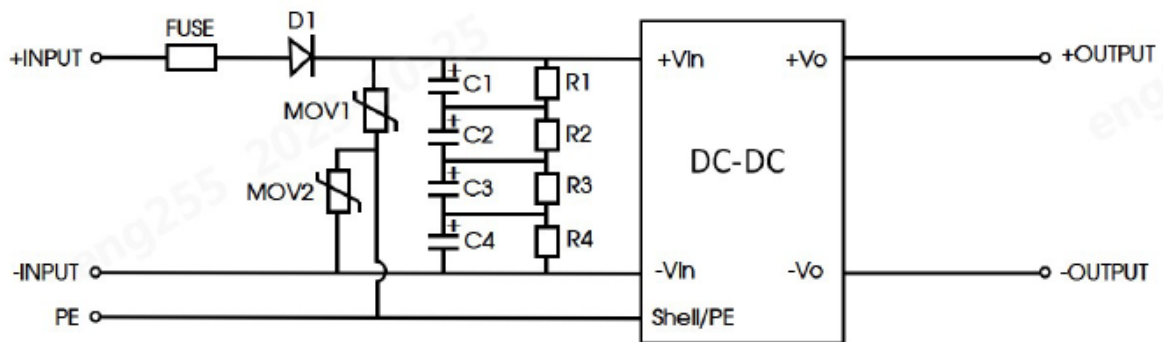 FUSE
D1
+INPUT
+Vin
+Vo
+OUTPUT
+
C1
R1
MOV1
+
C2
R2
DC-DC
MOV2
+
C3
R3
+
C4
R4
-INPUT
-Vin
-Vo
-OUTPUT
PE
Shell/PE